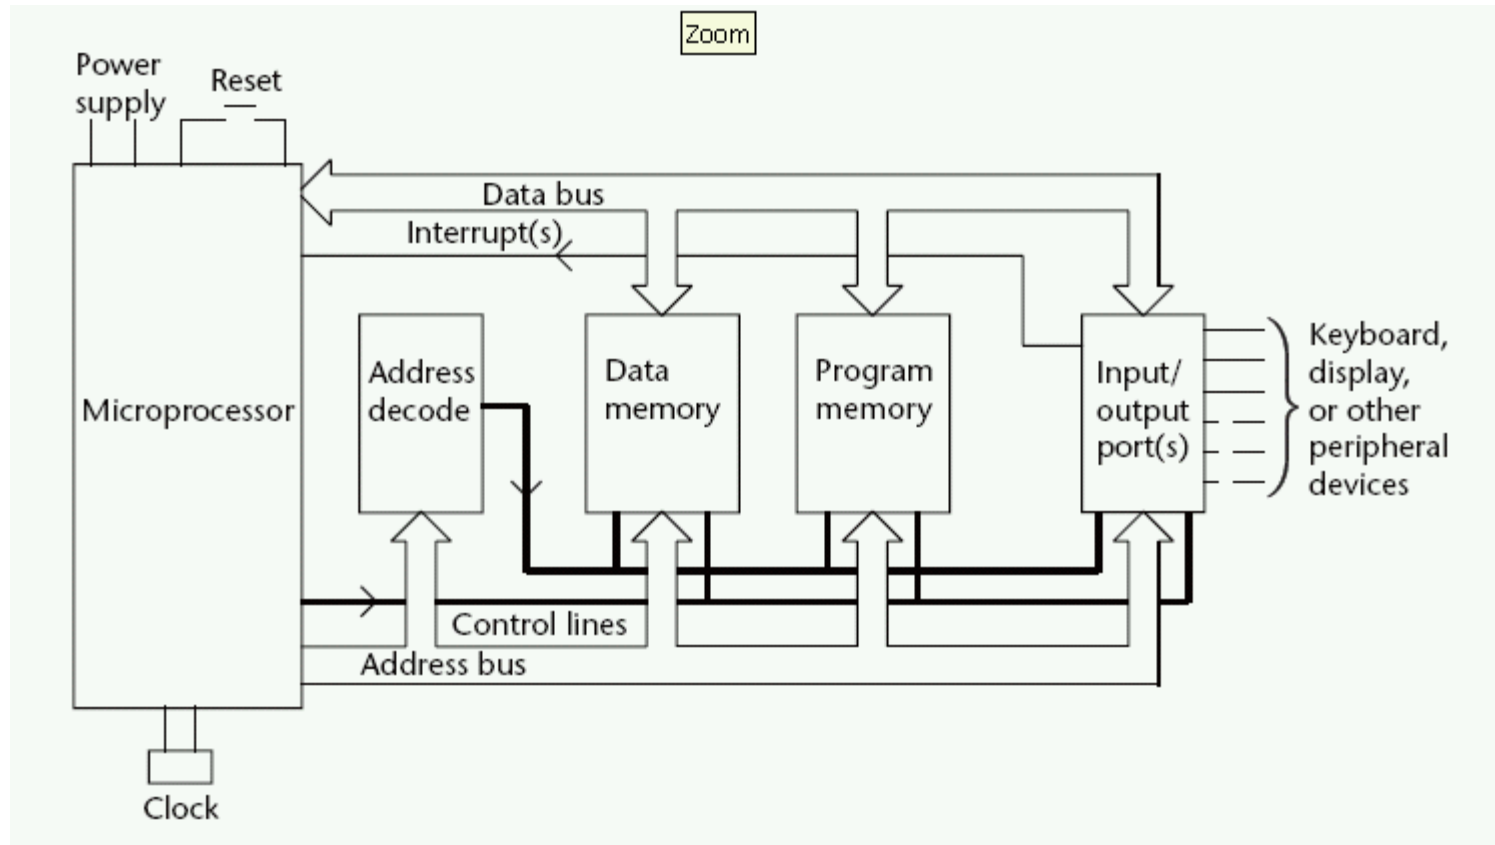 Zoom
Power
supply
Reset
Data bus
Interrupt(s)
Microprocessor
Address
decode
Data
memory
Program
memory
Input/
output
port(s)
Keyboard,
display,
or other
peripheral
devices
Control lines
Address bus
Clock